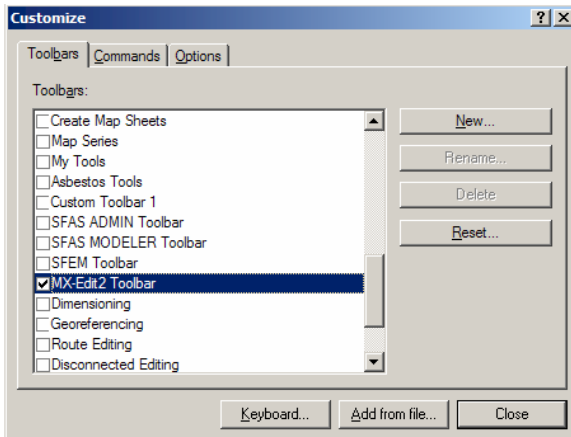 Customize
Toolbars Commands Options
Toolbars:
Create Map Sheets
Map Series
My Tools
Asbestos Tools
Custom Toolbar 1
SFAS ADMIN Toolbar
SFAS MODELER Toolbar
SFEM Toolbar
MX-Edit2 Toolbar
Dimensioning
Georeferencing
Route Editing
Disconnected Editing
New...
Rename...
Delete
Reset...
Keyboard... Add from file... Close